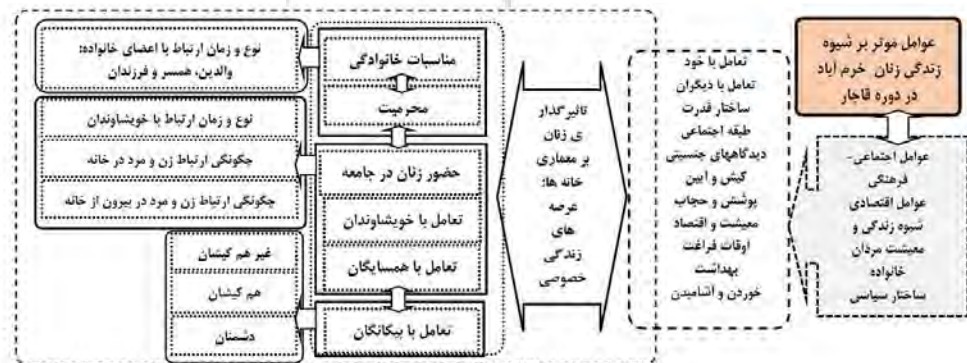 عوامل موثر بر شیوه
زندگی زنان خرم آباد
در دوره قاجار
عوامل اجتماعی-
فرهنگی
عوامل اقتصادی
شیوه زندگی و
معیشت مردان
خانواده
ساختار سیاسی
تعامل با خود
تعامل با دیگران
ساختار قدرت
طبقه اجتماعی
دیدگاههای جنسیتی
کیش و آیین
پوشش و حجاب
معیشت و اقتصاد
اوقات فراغت
بهداشت
خوردن و آشامیدن
تاثیرگذار
ی زنان
بر معماری
خانه ها:
عرصه
های
زندگی
خصوصی
مناسبات خانوادگی
محرمیت
حضور زنان در جامعه
تعامل با خویشاوندان
تعامل با همسایگان
تعامل با بیگانگان
نوع و زمان ارتباط با اعضای خانواده:
والدین، همسر و فرزندان
نوع و زمان ارتباط با خویشاوندان
چگونگی ارتباط زن و مرد در خانه
چگونگی ارتباط زن و مرد در بیرون از خانه
غیر هم کیشان
هم کیشان
دشمنان